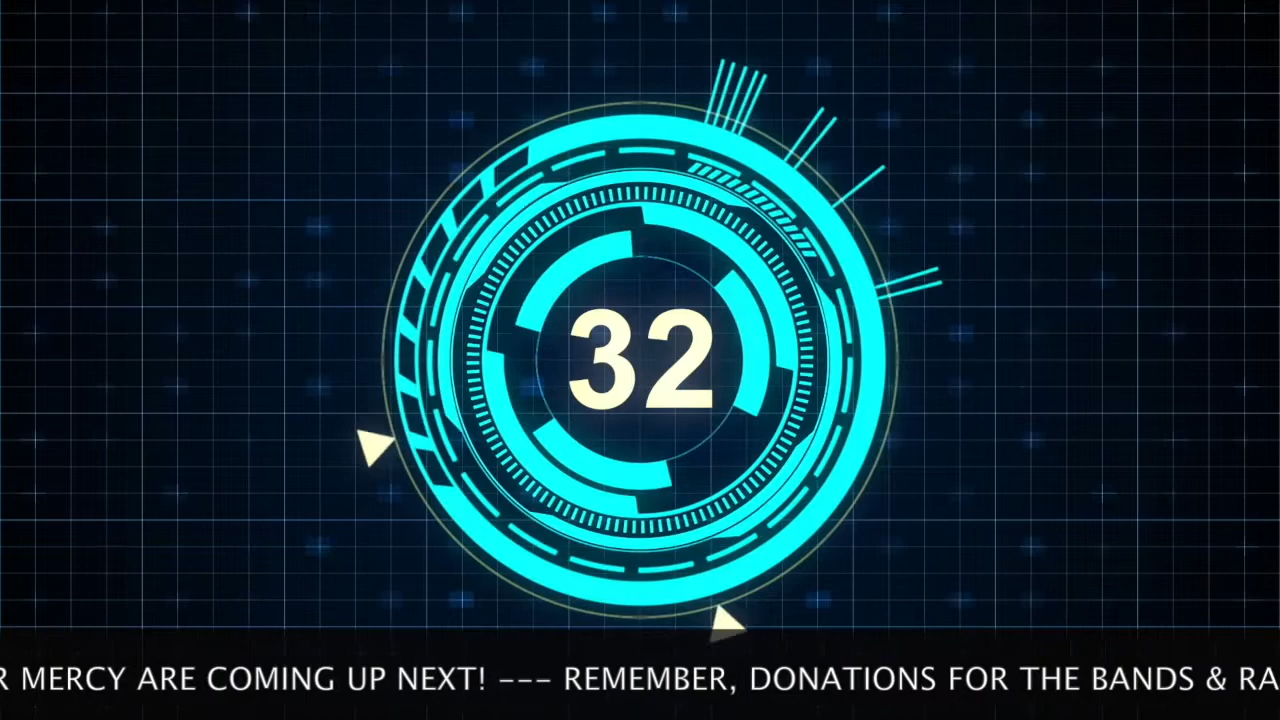 32
R MERCY ARE COMING UP NEXT! --- REMEMBER, DONATIONS FOR THE BANDS & RA